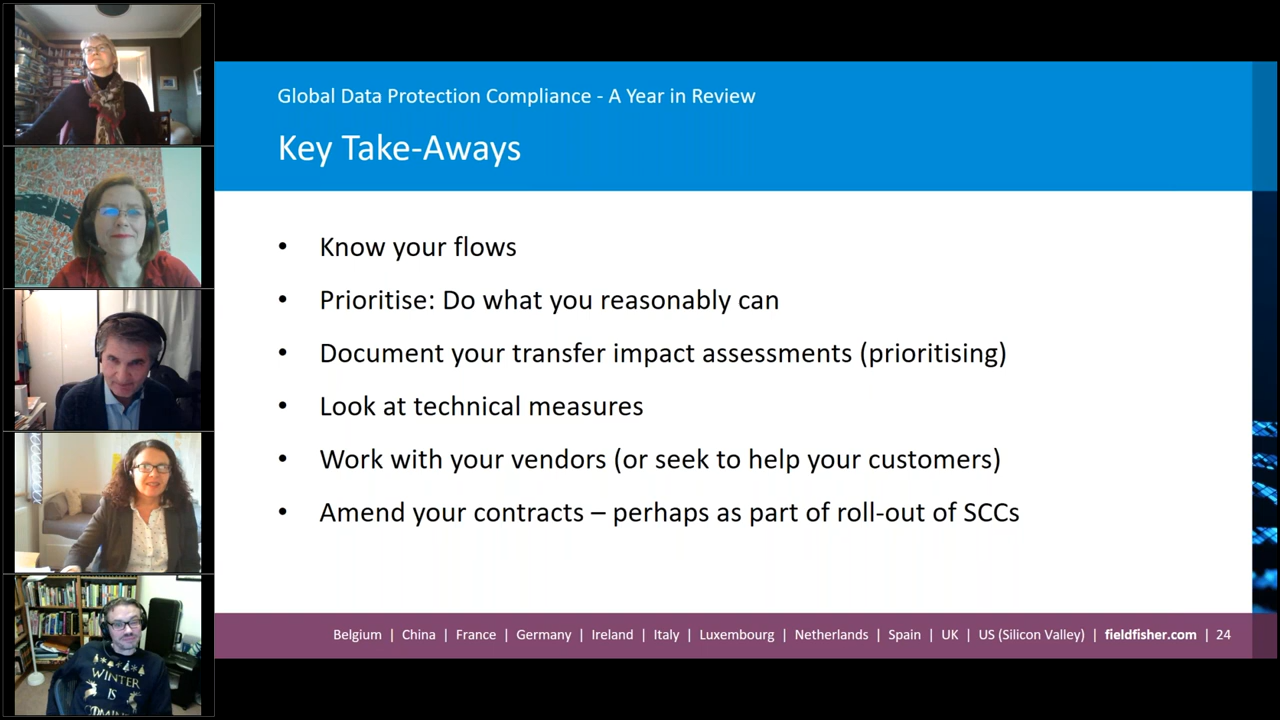 Global Data Protection Compliance - A Year in Review
Key Take-Aways
• Know your flows
• Prioritise: Do what you reasonably can
• Document your transfer impact assessments (prioritising)
• Look at technical measures
• Work with your vendors (or seek to help your customers)
• Amend your contracts – perhaps as part of roll-out of SCCs
Belgium | China | France | Germany | Ireland | Italy | Luxembourg | Netherlands | Spain | UK | US (Silicon Valley) | fieldfisher.com | 24
WINTER
IS
COMING